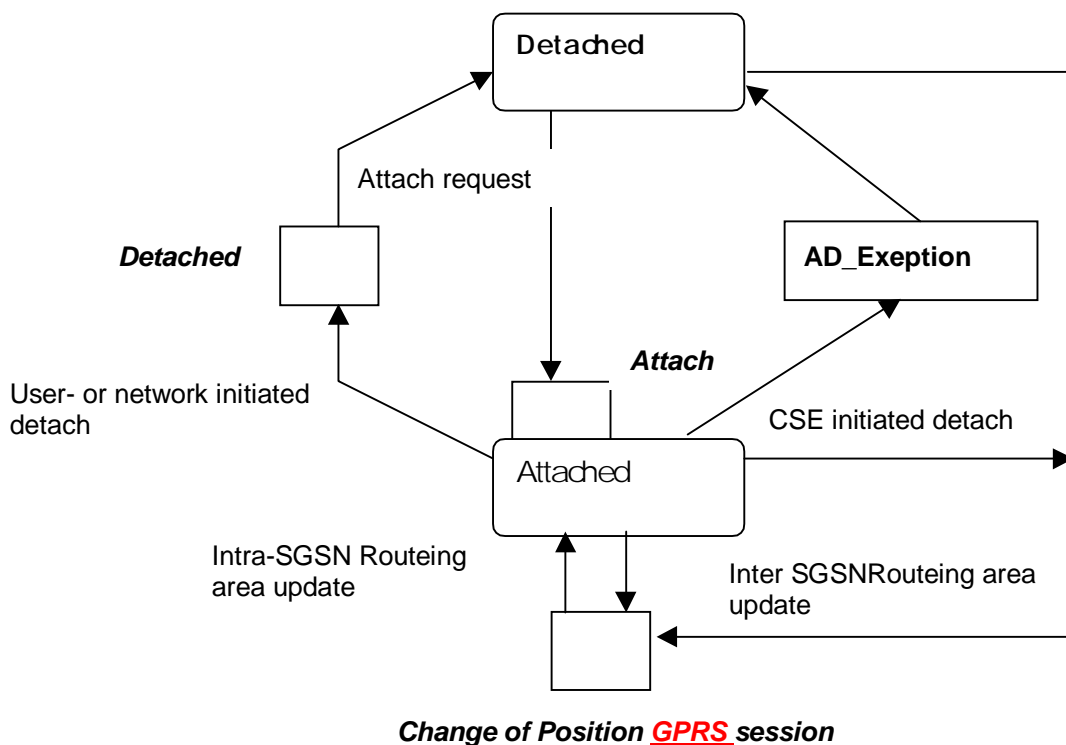 Detached
Attach request
Detached
AD_Exeption
Attach
User- or network initiated
detach
CSE initiated detach
Attached
Intra-SGSN Routeing
area update
Inter SGSNRouteing area
update
Change of Position GPRS session